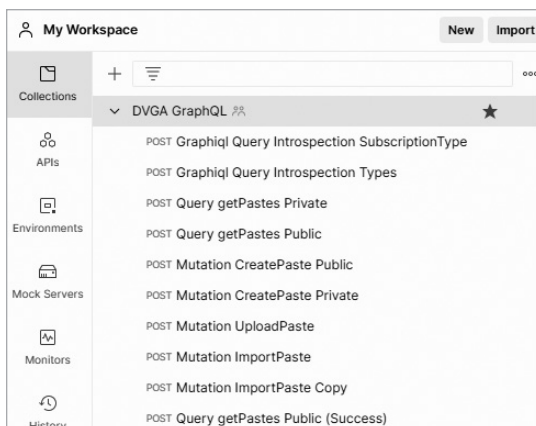 My Workspace
New
Import
Collections
APIs
Environments
Mock Servers
Monitors
History
DVGA GraphQL
POST Graphiql Query Introspection SubscriptionType
POST Graphiql Query Introspection Types
POST Query getPastes Private
POST Query getPastes Public
POST Mutation CreatePaste Public
POST Mutation CreatePaste Private
POST Mutation UploadPaste
POST Mutation ImportPaste
POST Mutation ImportPaste Copy
POST Query getPastes Public (Success)